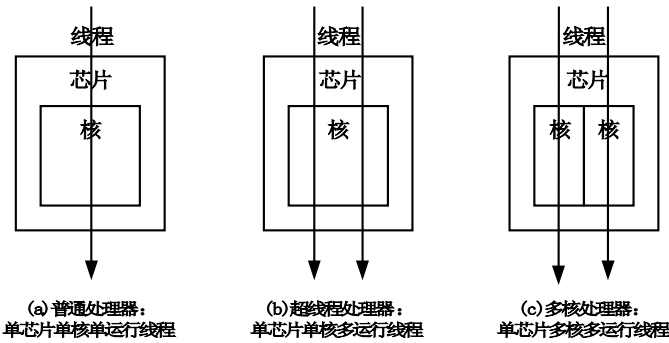 线程
芯片
核
(a)普通处理器：
单芯片单核单运行线程
线程
芯片
核
(b)超线程处理器：
单芯片单核多运行线程
线程
芯片
核 核
(c)多核处理器：
单芯片多核多运行线程